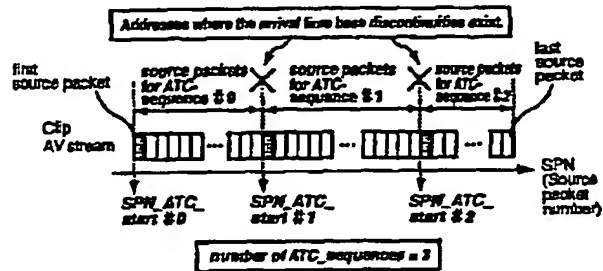 Addresses where the arrival time base discontinuities exist.
first
source packet
source packets
for ATC-
sequence #0
source packets
for ATC-
sequence #1
source packets
for ATC-
sequence #2
last
source
packet
Clip
AV stream
SPN
(Source
packet
number)
SPN_ATC_
start #0
SPN_ATC_
start #1
SPN_ATC_
start #2
number of ATC_sequences = 3